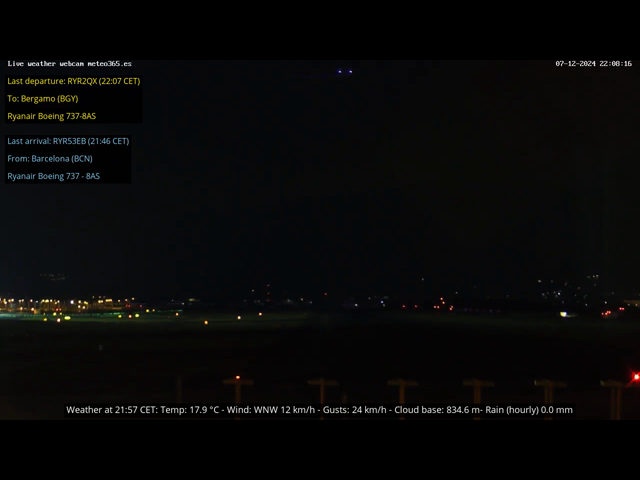 Live weather webcam meteo365.es
07-12-2024 22:08:16
Last departure: RYR2QX (22:07 CET)
To: Bergamo (BGY)
Ryanair Boeing 737-8AS
Last arrival: RYR53EB (21:46 CET)
From: Barcelona (BCN)
Ryanair Boeing 737 - 8AS
Weather at 21:57 CET: Temp: 17.9 °C - Wind: WNW 12 km/h - Gusts: 24 km/h - Cloud base: 834.6 m- Rain (hourly) 0.0 mm